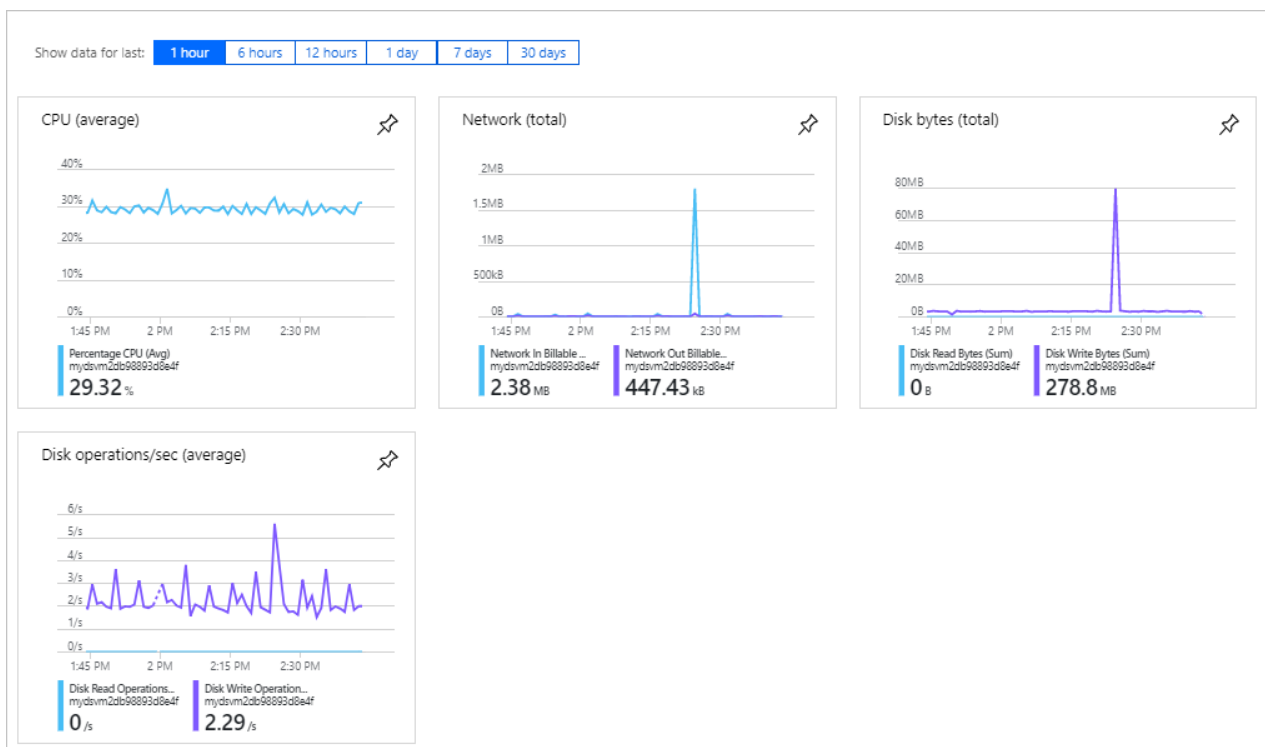 Show data for last: 1 hour 6 hours 12 hours 1 day 7 days 30 days
CPU (average)
40%
30%
20%
10%
0%
1:45 PM 2 PM 2:15 PM 2:30 PM
Percentage CPU (Avg)
mydsvm2db98893d8e4f
29.32 %
Network (total)
2MB
1.5MB
1MB
500kB
0B
1:45 PM 2 PM 2:15 PM 2:30 PM
Network In Billable ... Network Out Billable...
mydsvm2db98893d8e4f mydsvm2db98893d8e4f
2.38 MB 447.43 kB
Disk bytes (total)
80MB
60MB
40MB
20MB
0B
1:45 PM 2 PM 2:15 PM 2:30 PM
Disk Read Bytes (Sum) Disk Write Bytes (Sum)
mydsvm2db98893d8e4f mydsvm2db98893d8e4f
0 B 278.8 MB
Disk operations/sec (average)
6/s
5/s
4/s
3/s
2/s
1/s
0/s
1:45 PM 2 PM 2:15 PM 2:30 PM
Disk Read Operations... Disk Write Operation...
mydsvm2db98893d8e4f mydsvm2db98893d8e4f
0 /s 2.29 /s